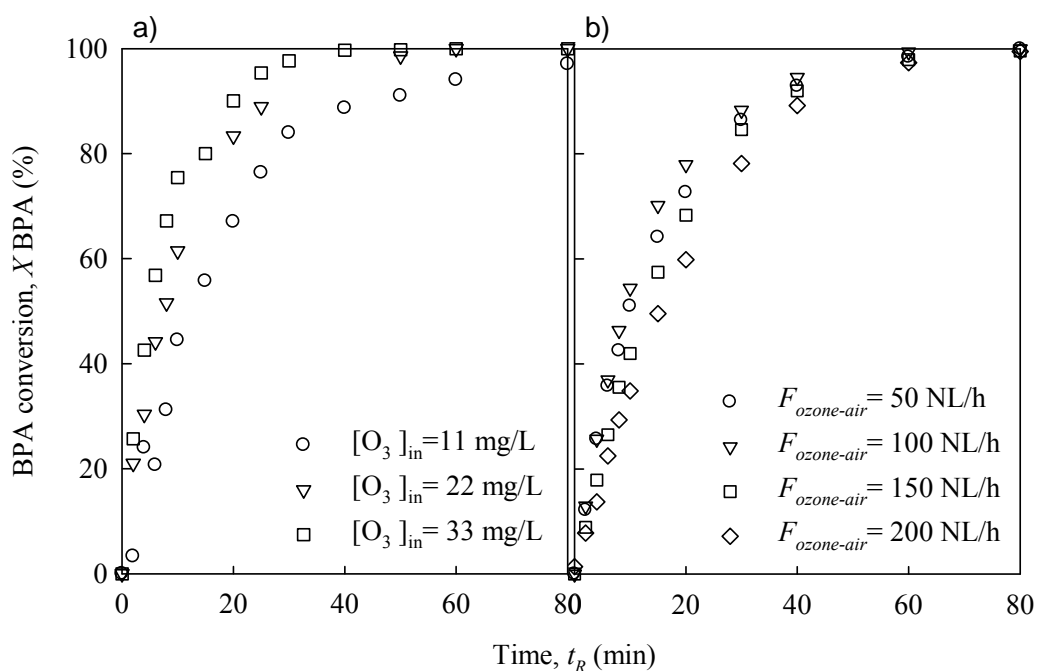 a)
b)
100
80
60
40
20
0
BPA conversion, X BPA (%)
[O3 ]in=11 mg/L
[O3 ]in= 22 mg/L
[O3 ]in= 33 mg/L
Fozone-air= 50 NL/h
Fozone-air= 100 NL/h
Fozone-air= 150 NL/h
Fozone-air= 200 NL/h
0 20 40 60 80 0 20 40 60 80
Time, tR (min)